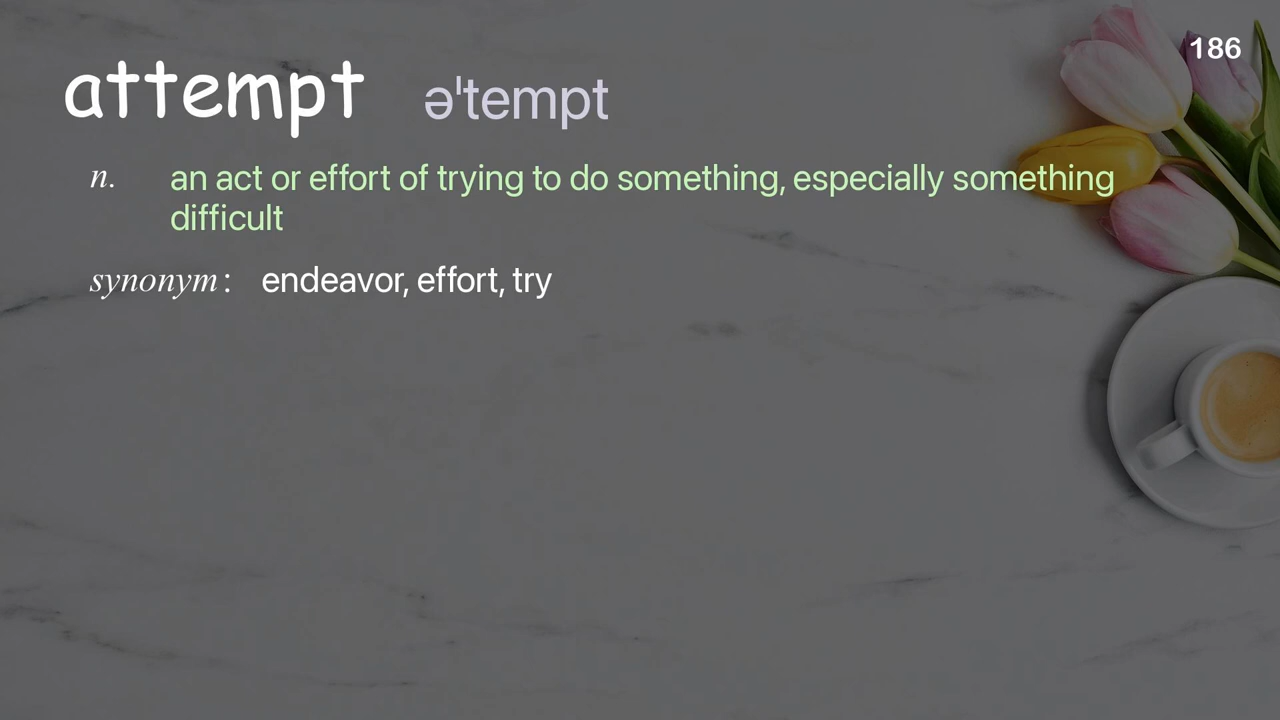 186
attempt ə'tempt
n. an act or effort of trying to do something, especially something
difficult
synonym: endeavor, effort, try